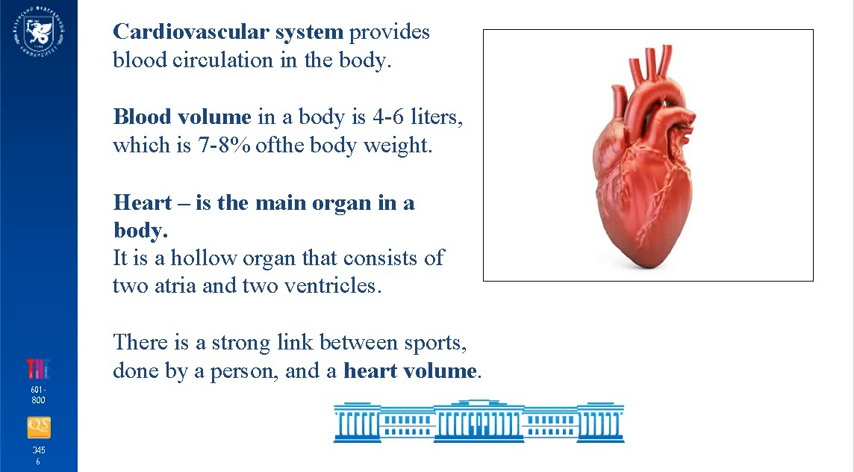 Cardiovascular system provides
blood circulation in the body.
Blood volume in a body is 4-6 liters,
which is 7-8% ofthe body weight.
Heart – is the main organ in a
body.
It is a hollow organ that consists of
two atria and two ventricles.
There is a strong link between sports,
done by a person, and a heart volume.
THE
601-
800
QS
345
6